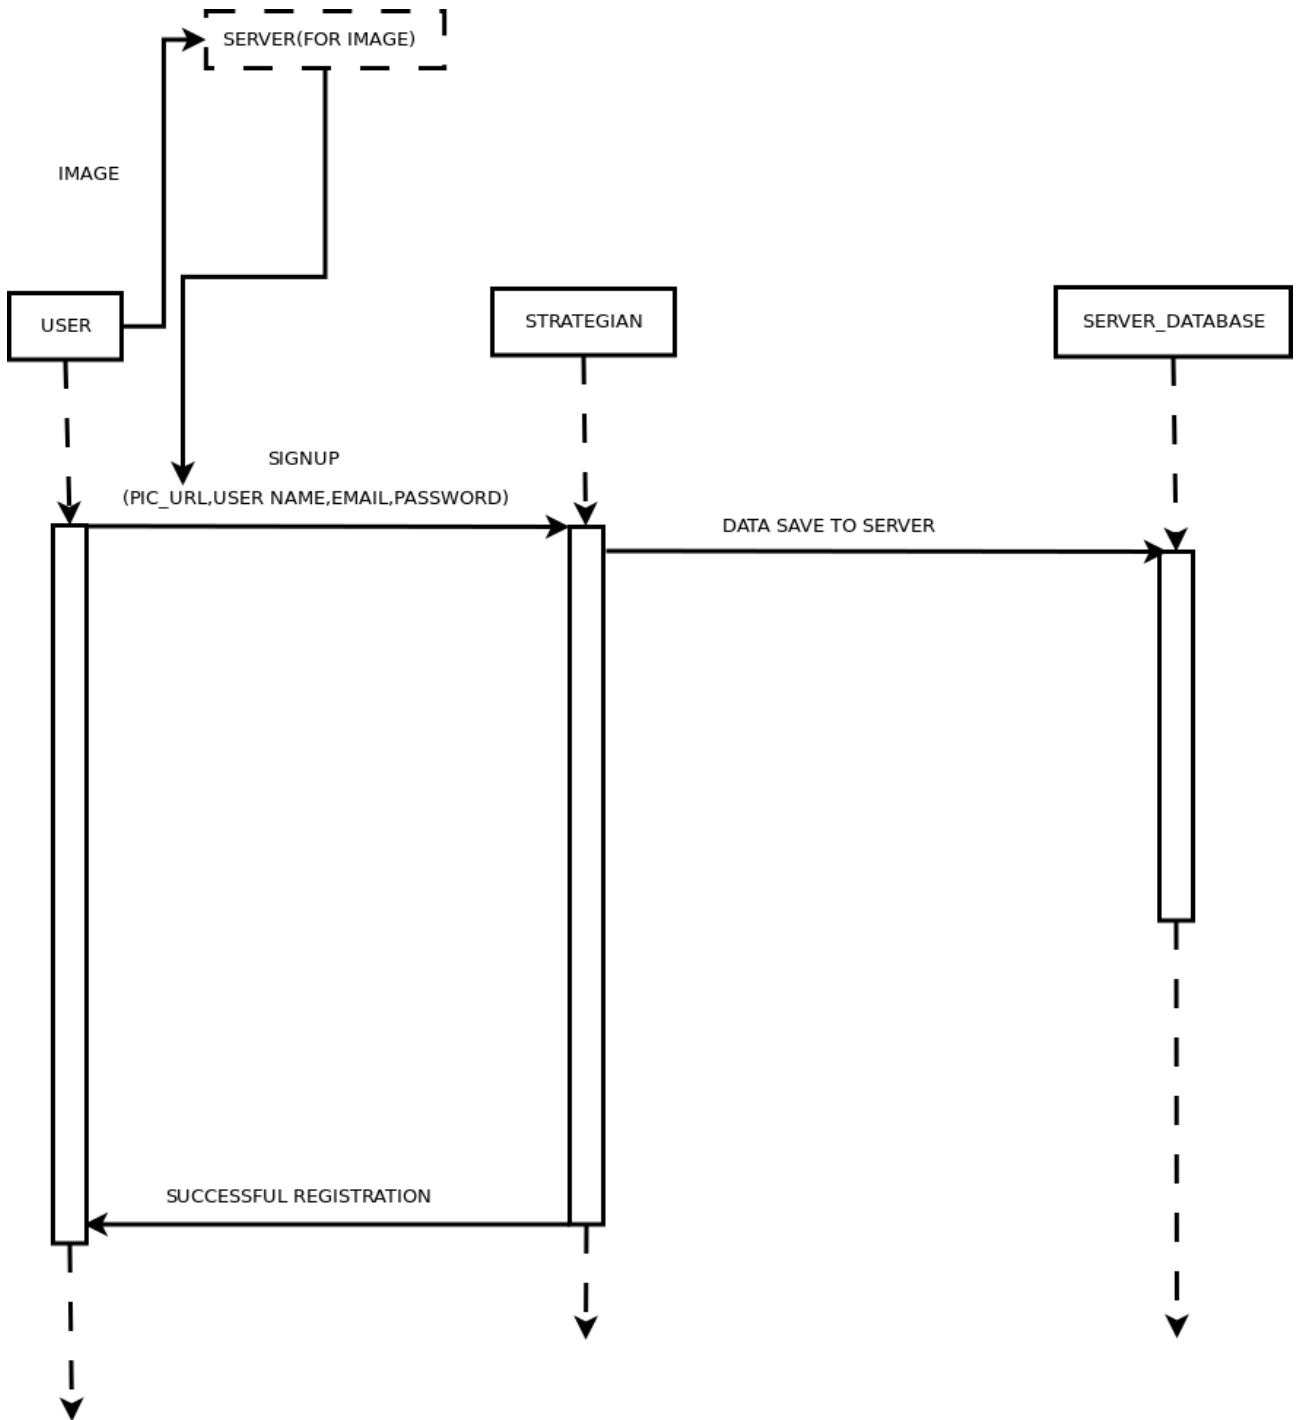 SERVER(FOR IMAGE)
IMAGE
USER
STRATEGIAN
SERVER_DATABASE
SIGNUP
(PIC_URL,USER NAME,EMAIL,PASSWORD)
DATA SAVE TO SERVER
SUCCESSFUL REGISTRATION